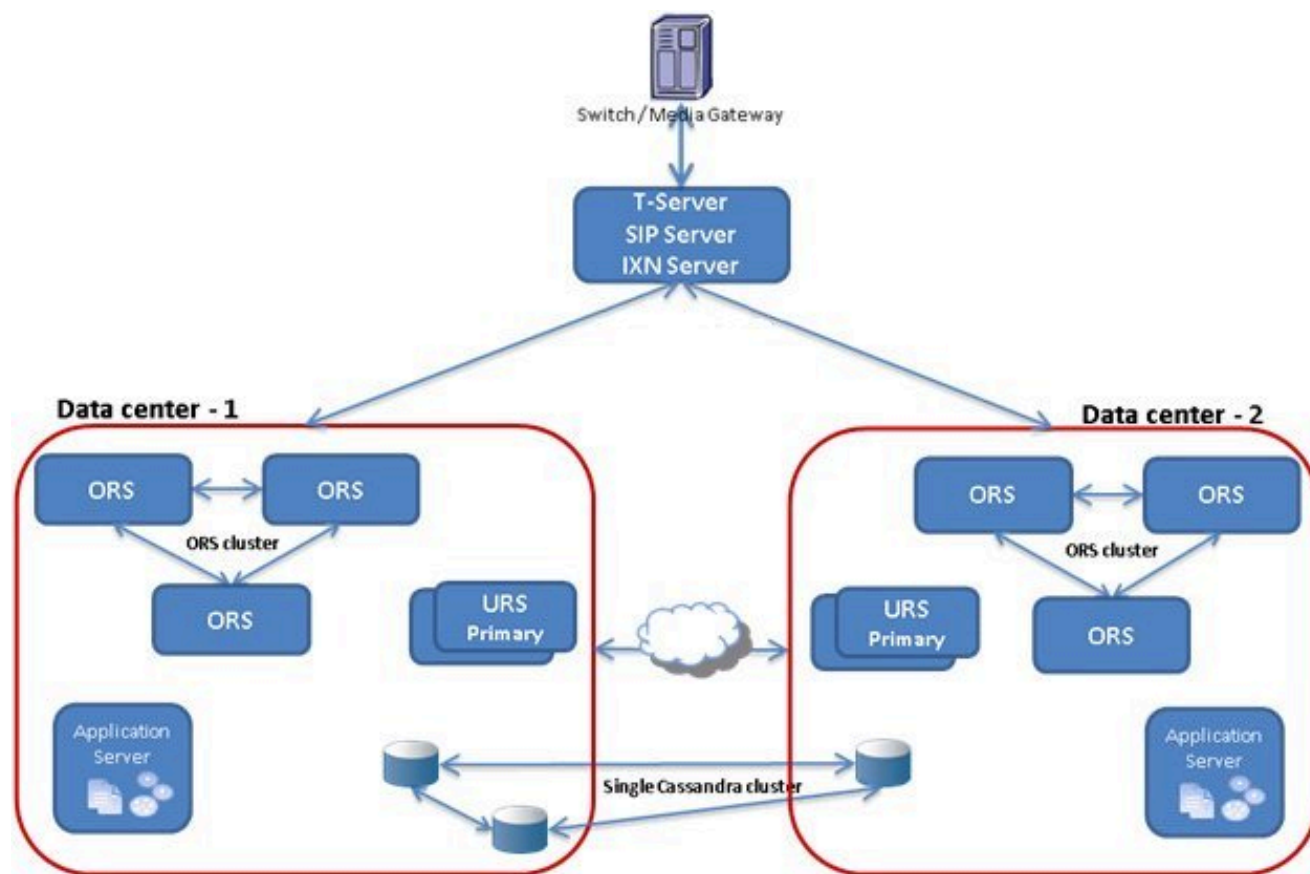 Switch / Media Gateway
T-Server
SIP Server
IXN Server
Data center - 1
Data center - 2
ORS
ORS
ORS cluster
ORS
URS
Primary
Application
Server
ORS
ORS
ORS cluster
ORS
URS
Primary
Application
Server
Single Cassandra cluster